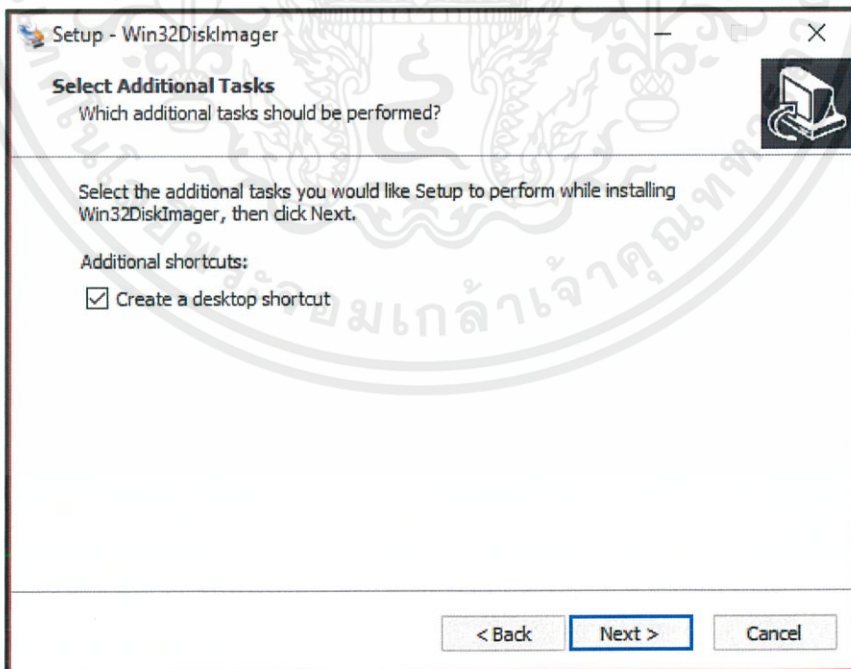 Setup - Win32DiskImager
Select Additional Tasks
Which additional tasks should be performed?
Select the additional tasks you would like Setup to perform while installing
Win32DiskImager, then click Next.
Additional shortcuts:
Create a desktop shortcut
< Back
Next >
Cancel